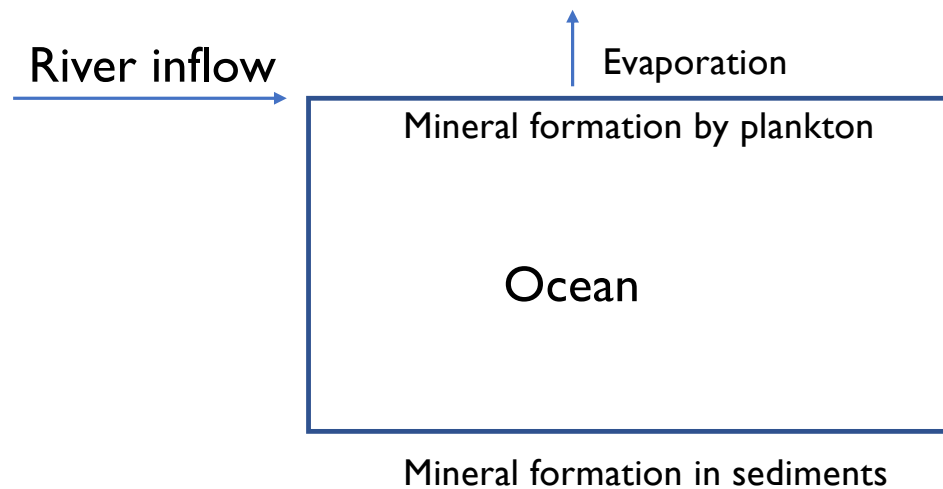 River inflow
Evaporation
Mineral formation by plankton
Ocean
Mineral formation in sediments